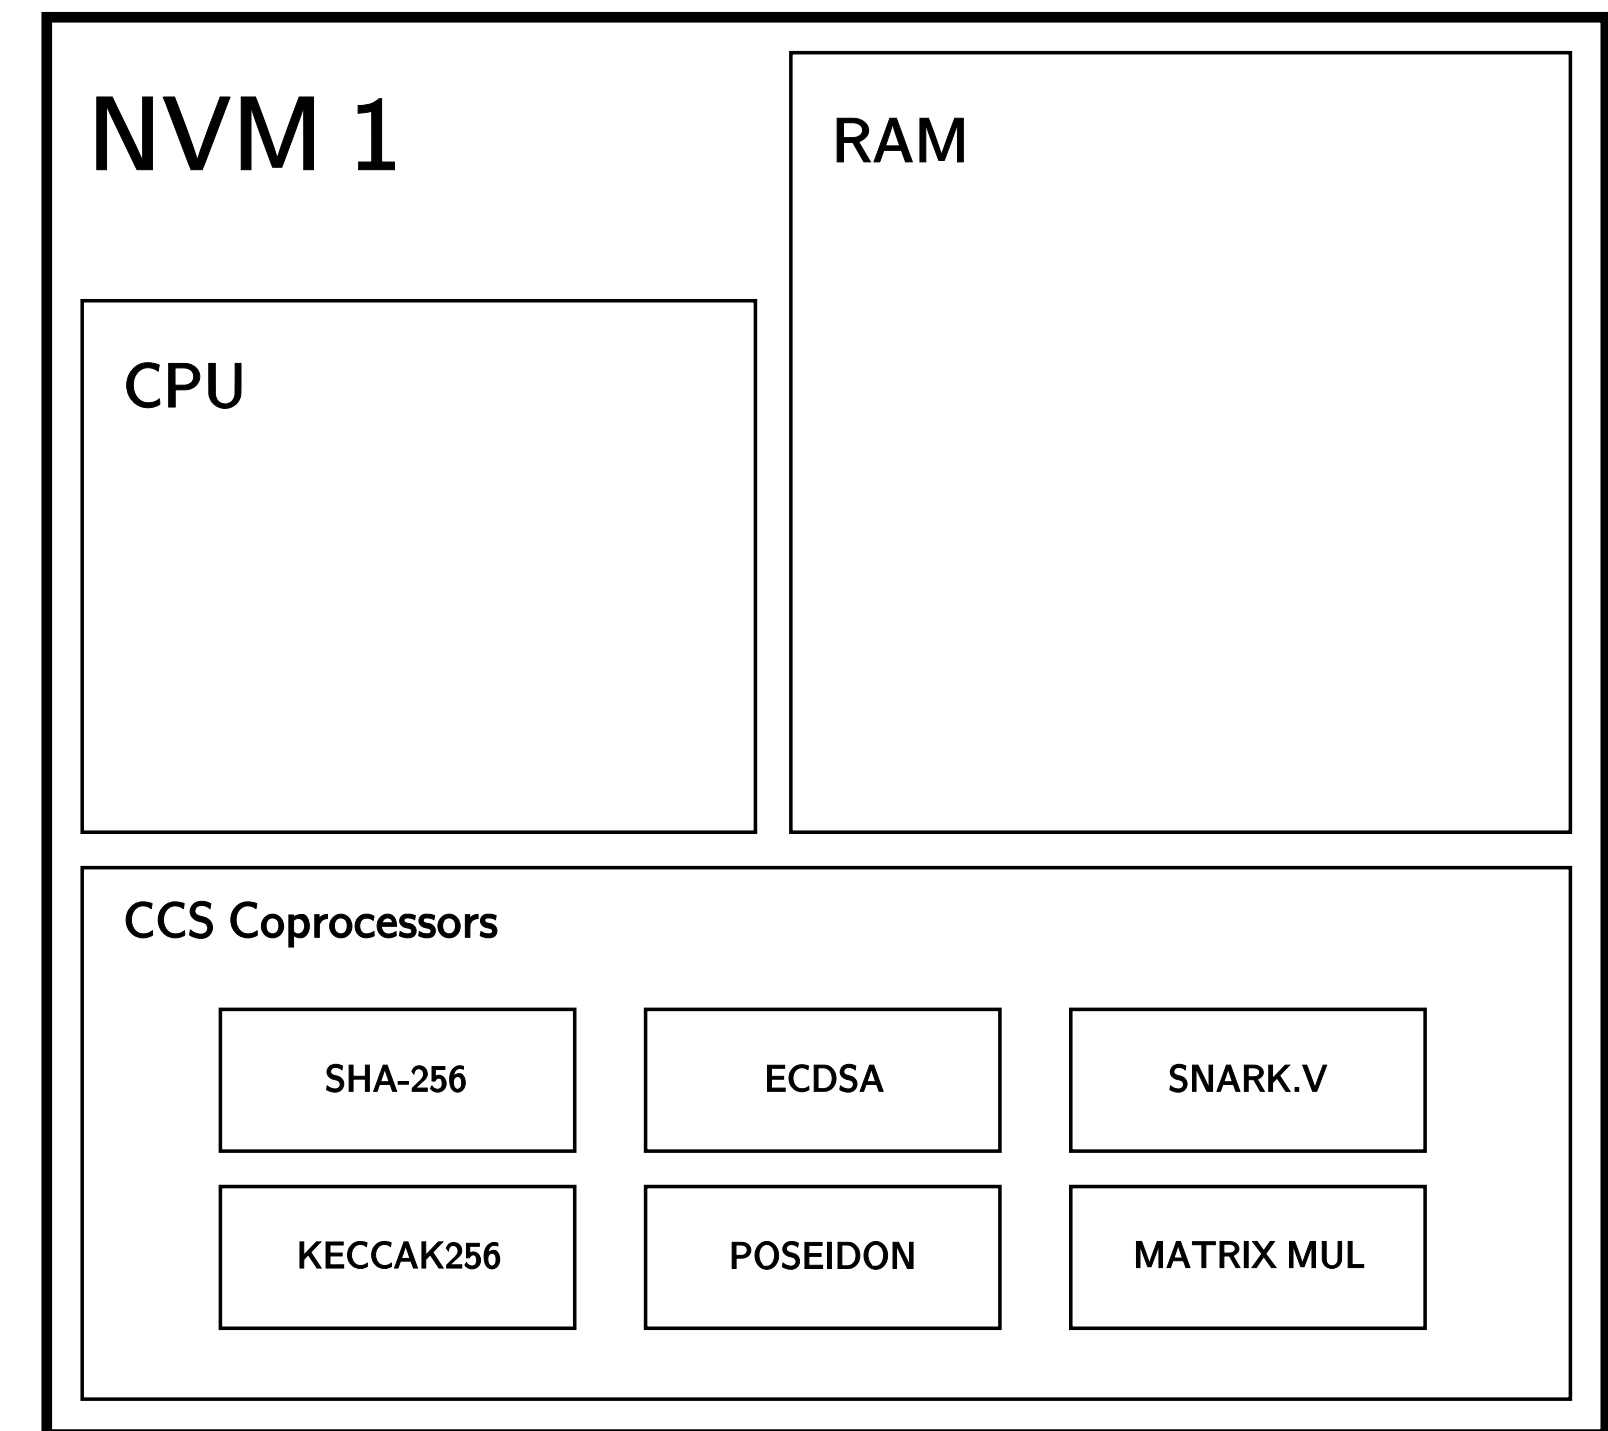 NVM 1
RAM
CPU
CCS Coprocessors
SHA-256
ECDSA
SNARK.V
KECCAK256
POSEIDON
MATRIX MUL